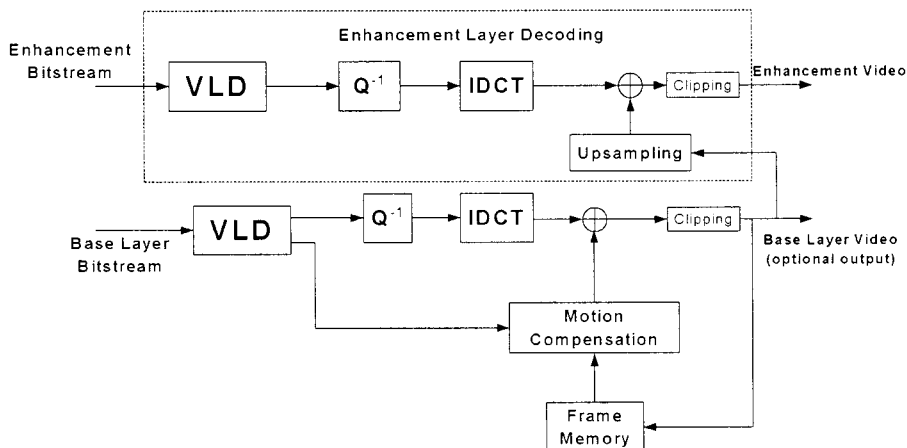 Enhancement Layer Decoding
Enhancement
Bitstream
VLD
Q-1
IDCT
Clipping
Enhancement Video
Upsampling
Base Layer
Bitstream
VLD
Q-1
IDCT
Clipping
Base Layer Video
(optional output)
Motion
Compensation
Frame
Memory